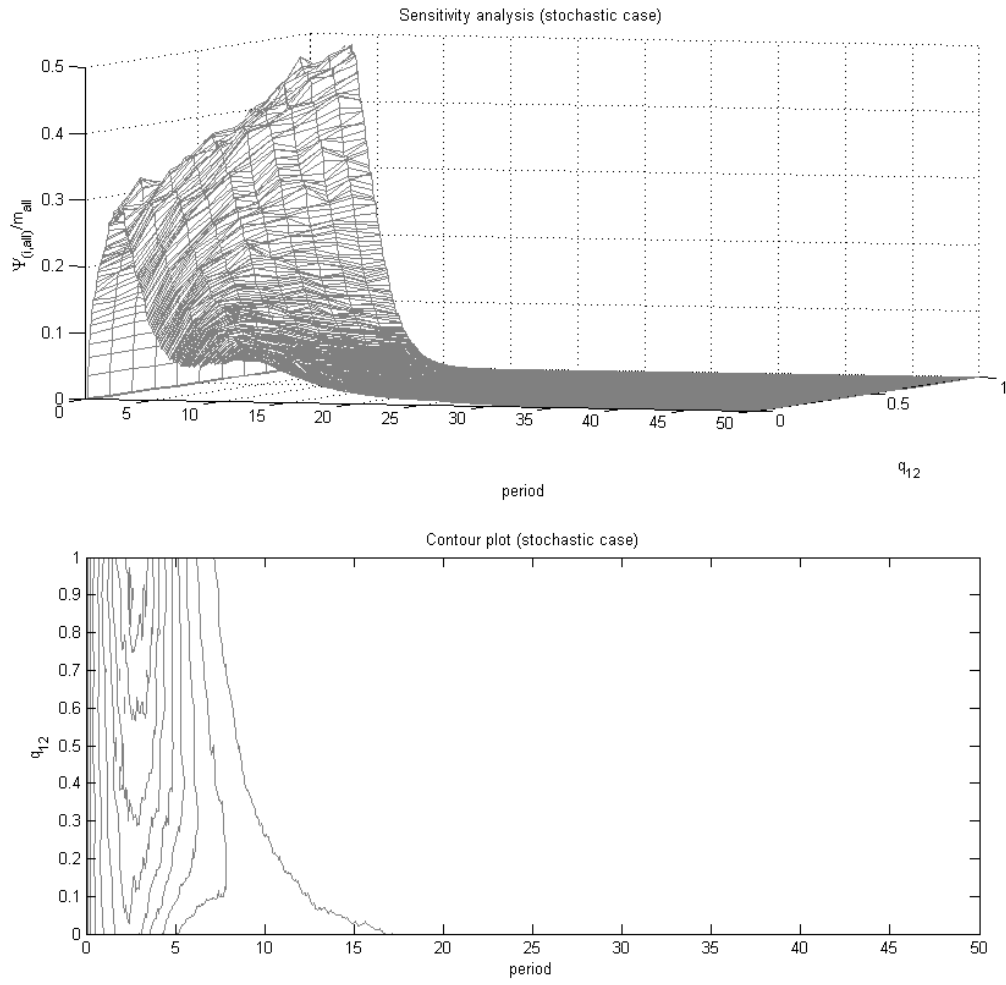 Sensitivity analysis (stochastic case)
0.5
0.4
0.3
0.2
0.1
0
Ψ(i,all)/mall
0 5 10 15 20 25 30 35 40 45 50
0 0.5 1
q12
period
Contour plot (stochastic case)
1
0.9
0.8
0.7
0.6
0.5
0.4
0.3
0.2
0.1
0
q12
0 5 10 15 20 25 30 35 40 45 50
period